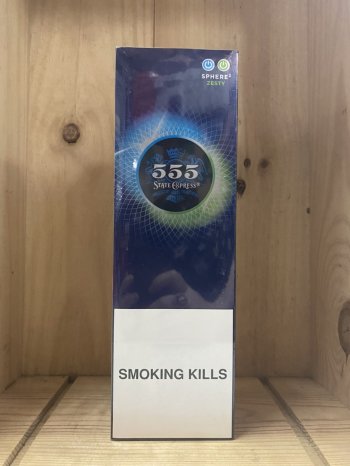 SPHERE²
ZESTY
555
STATE EXPRESS®
SMOKING KILLS